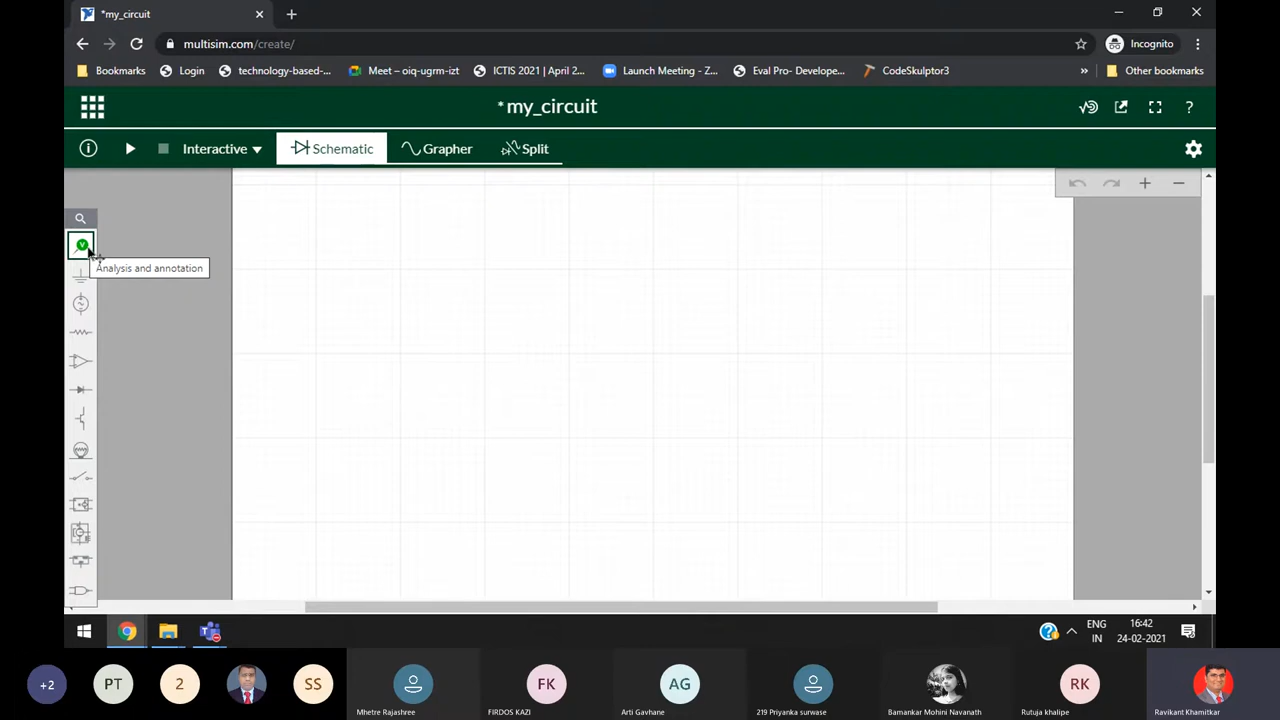 *my_circuit
multisim.com/create/
Incognito
Bookmarks
Login
technology-based-...
Meet – oiq-ugrm-izt
ICTIS 2021 | April 2...
Launch Meeting - Z...
Eval Pro- Develope...
CodeSkulptor3
»
Other bookmarks
*my_circuit
?
Interactive
Schematic
Grapher
Split
V
Analysis and annotation
ENG
IN
16:42
24-02-2021
+2
PT
2
SS
FK
AG
RK
Mhetre Rajashree
FIRDOS KAZI
Arti Gavhane
219 Priyanka surwase
Bamankar Mohini Navanath
Rutuja khalipe
Ravikant Khamitkar